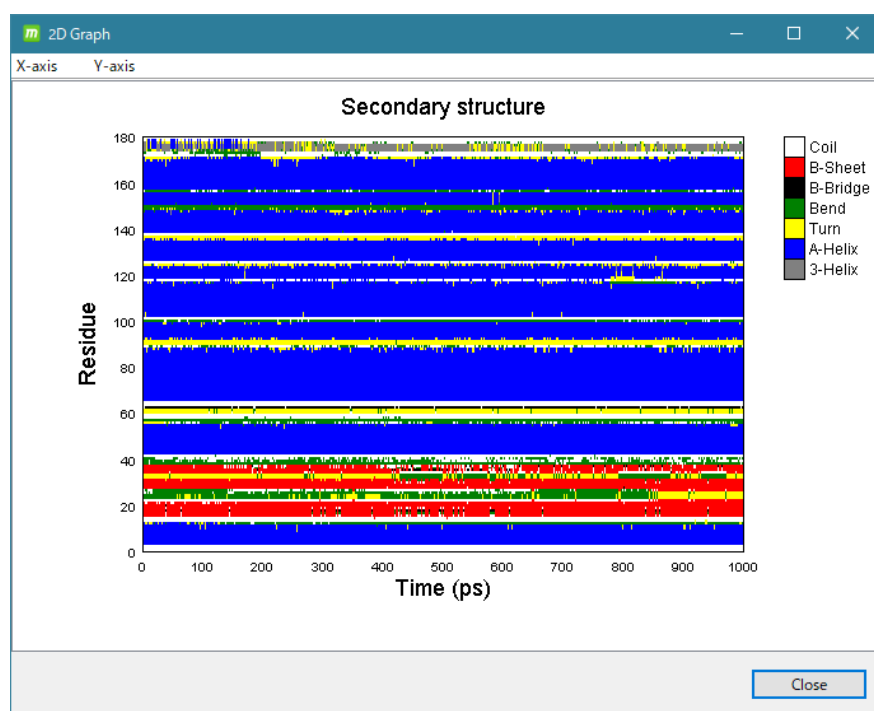 m 2D Graph
X-axis Y-axis
Secondary structure
180
160
140
120
100
80
60
40
20
0
Residue
0 100 200 300 400 500 600 700 800 900 1000
Time (ps)
Coil
B-Sheet
B-Bridge
Bend
Turn
A-Helix
3-Helix
Close